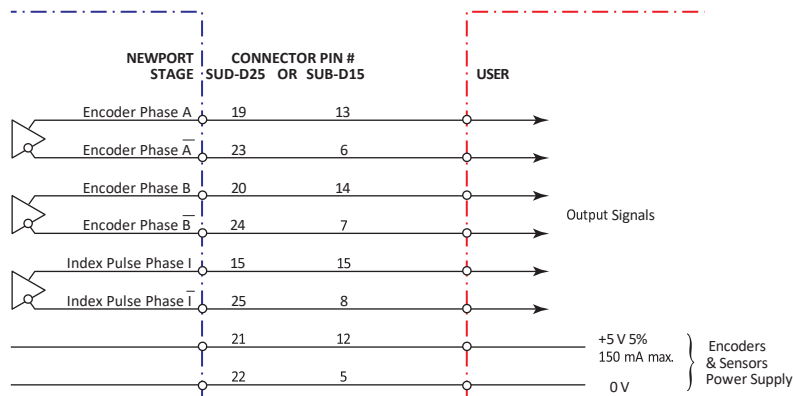 NEWPORT STAGE
CONNECTOR PIN #
SUD-D25 OR SUB-D15
USER
Encoder Phase A 19 13
Encoder Phase A̅ 23 6
Encoder Phase B 20 14
Encoder Phase B̅ 24 7
Output Signals
Index Pulse Phase I 15 15
Index Pulse Phase I̅ 25 8
21 12 +5 V 5%
150 mA max.
22 5 0 V
Encoders
& Sensors
Power Supply